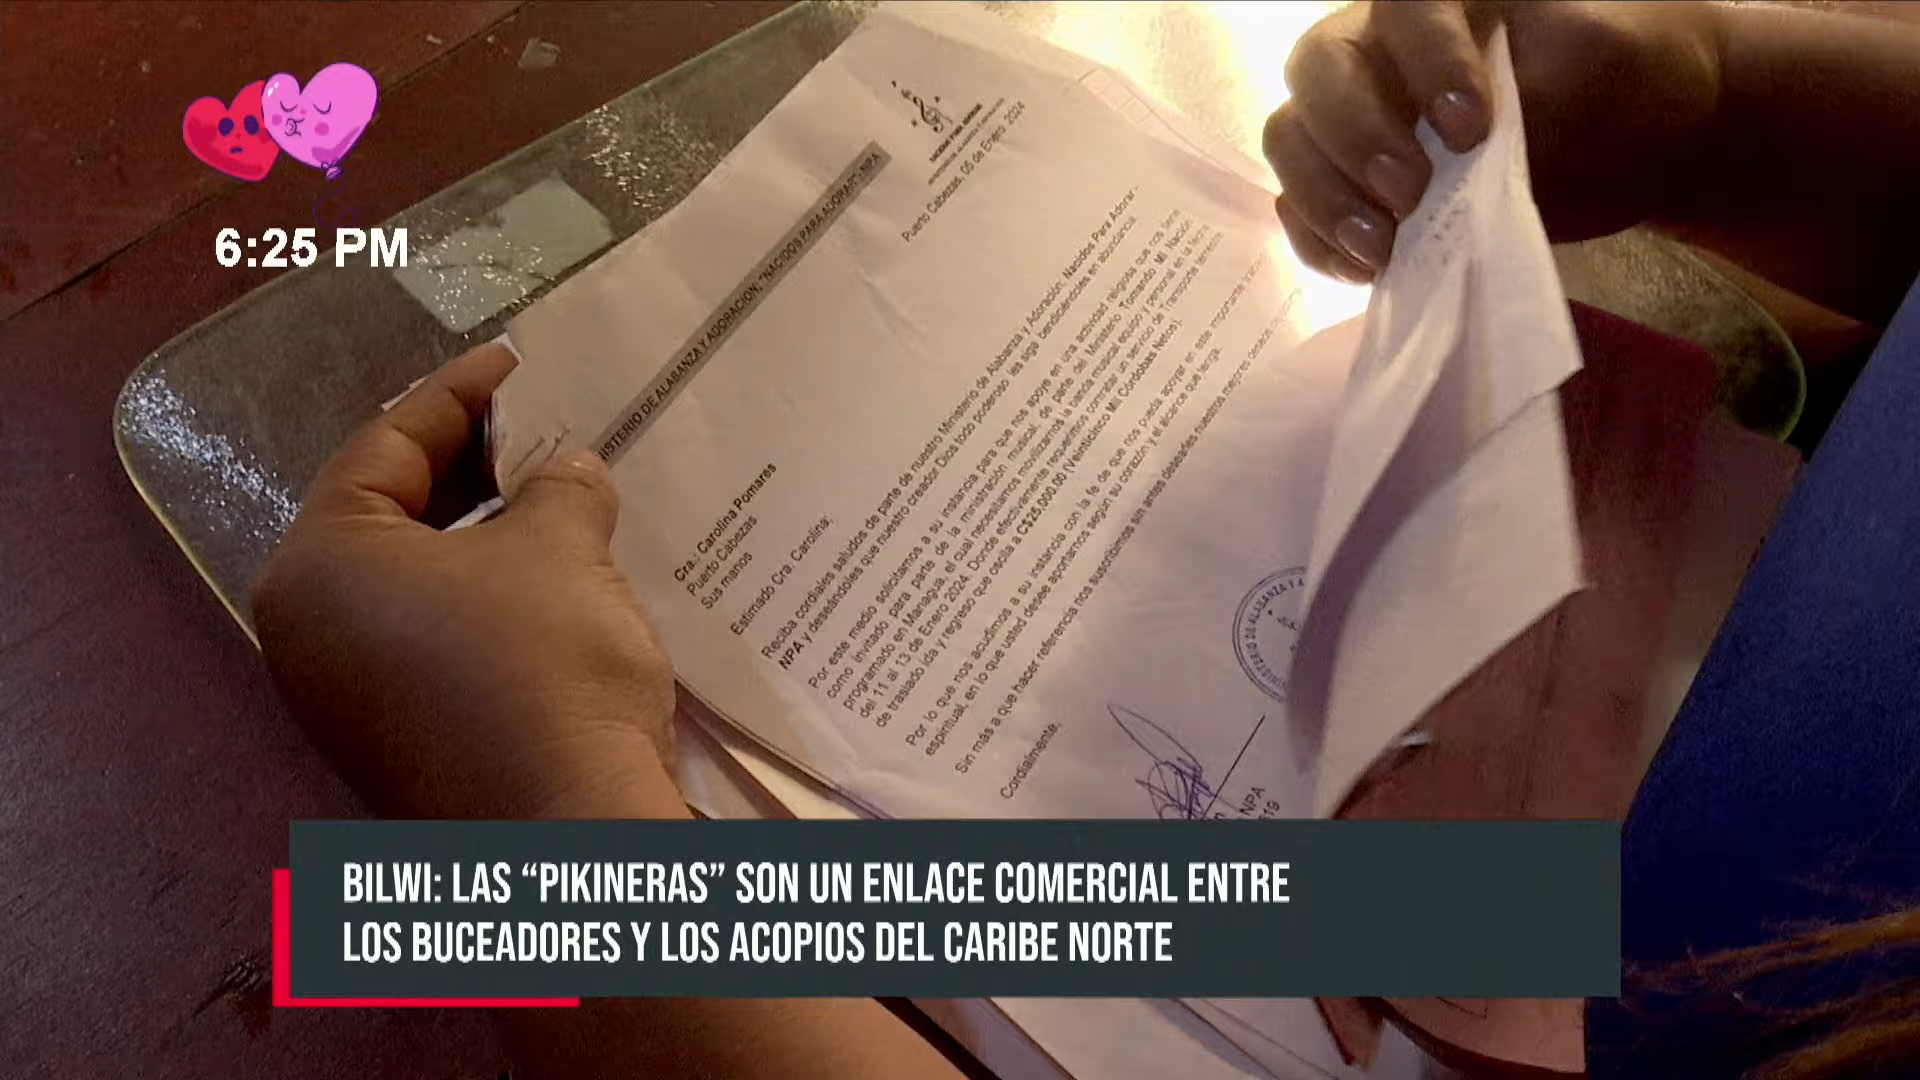 6:25 PM
NACIDOS PARA ADORAR
Puerto Cabezas, 05 de Enero, 2024
MINISTERIO DE ALABANZA Y ADORACION: "NACIDOS PARA ADORAR", NPA
Cra.: Carolina Pomares
Puerto Cabezas
Sus manos
Estimado Cra, Carolina;
Reciba cordiales saludos de parte de nuestro Ministerio de Alabanza y Adoración: Nacidos Para Adorar -
NPA y deseándoles que nuestro creador Dios todo poderoso les siga bendiciendoles en abundancia.
Por este medio solicitamos a su instancia para que nos apoye en una actividad religiosa que nos tiene
como invitado para parte de la ministración musical, de parte del Ministerio Tomando Mi Nación
programado en Managua, el cual necesitamos movilizarnos la banda musical equipo y personal en la fecha
del 11 al 13 de Enero 2024. Donde efectivamente requerimos contratar un servicio de Transporte terrestre
de traslado ida y regreso que oscila a C$25,000.00 (Veinticinco Mil Córdobas Netos).
Por lo que nos acudimos a su instancia con la fe de que nos pueda apoyar en este importante
espiritual, en lo que usted desee aportarnos según su corazón y el alcance que tenga.
Sin más a que hacer referencia nos suscribimos sin antes desearles nuestros mejores deseos
Cordialmente,
MINISTERIO DE ALABANZA Y A
NPA
BILWI: LAS “PIKINERAS” SON UN ENLACE COMERCIAL ENTRE
LOS BUCEADORES Y LOS ACOPIOS DEL CARIBE NORTE